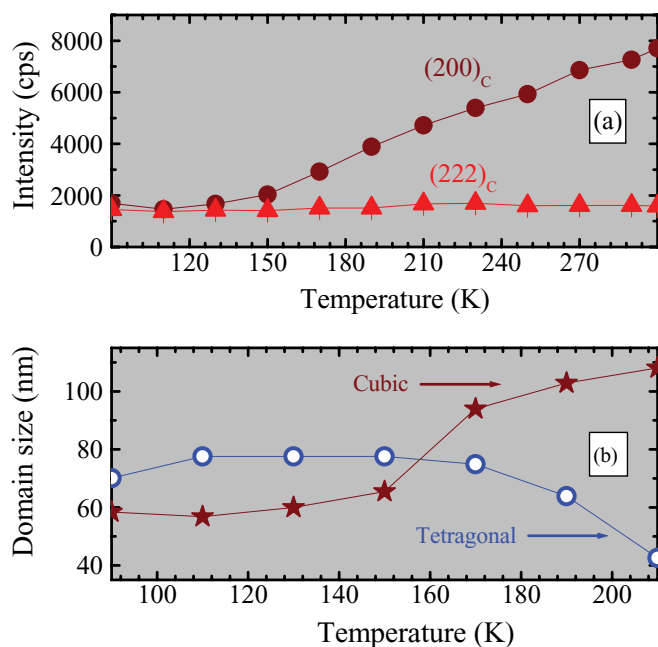 8000
6000
4000
2000
0
Intensity (cps)
(200)C
(a)
(222)C
120 150 180 210 240 270
Temperature (K)
100
80
60
40
Domain size (nm)
Cubic
(b)
Tetragonal
100 120 140 160 180 200
Temperature (K)